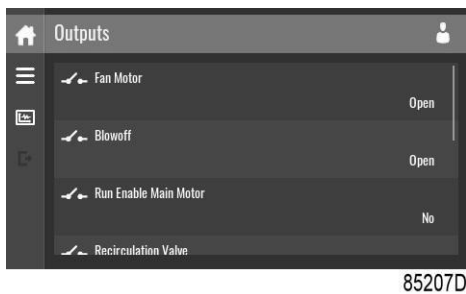 Outputs
Fan Motor
Open
Blowoff
Open
Run Enable Main Motor
No
Recirculation Valve
85207D